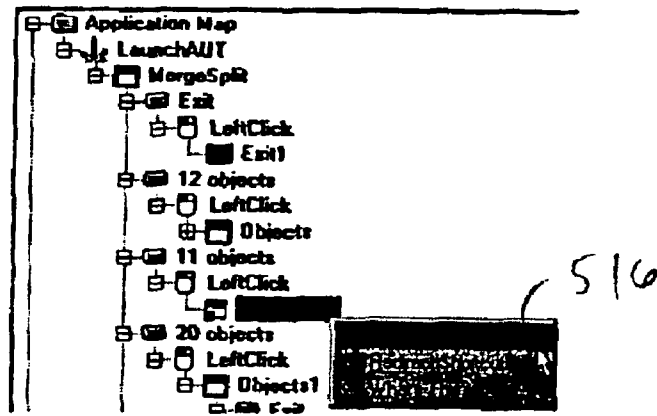 Application Map
LaunchAUT
MergeSplit
Exit
LeftClick
Exit1
12 objects
LeftClick
Objects
11 objects
LeftClick
516
20 objects
LeftClick
Objects1
Exit